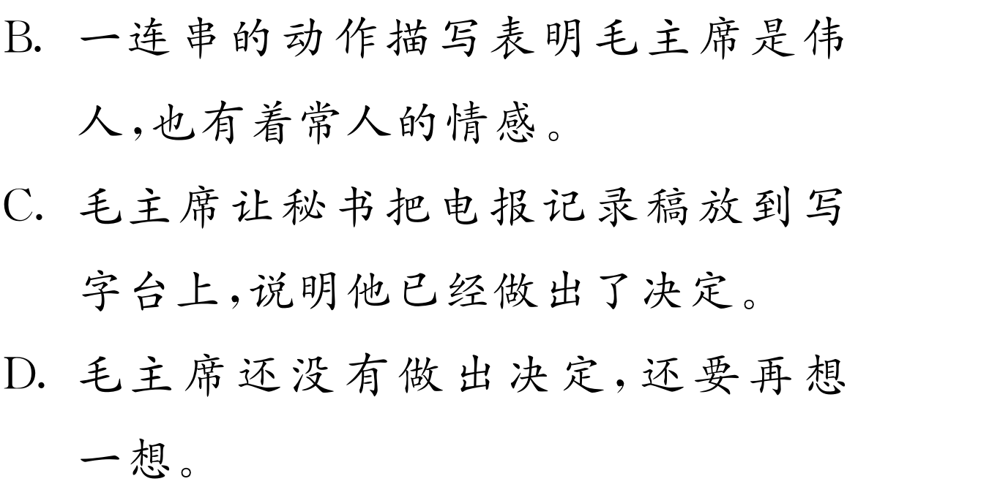 B. 一连串的动作描写表明毛主席是伟
人,也有着常人的情感。
C. 毛主席让秘书把电报记录稿放到写
字台上,说明他已经做出了决定。
D. 毛主席还没有做出决定,还要再想
一想。